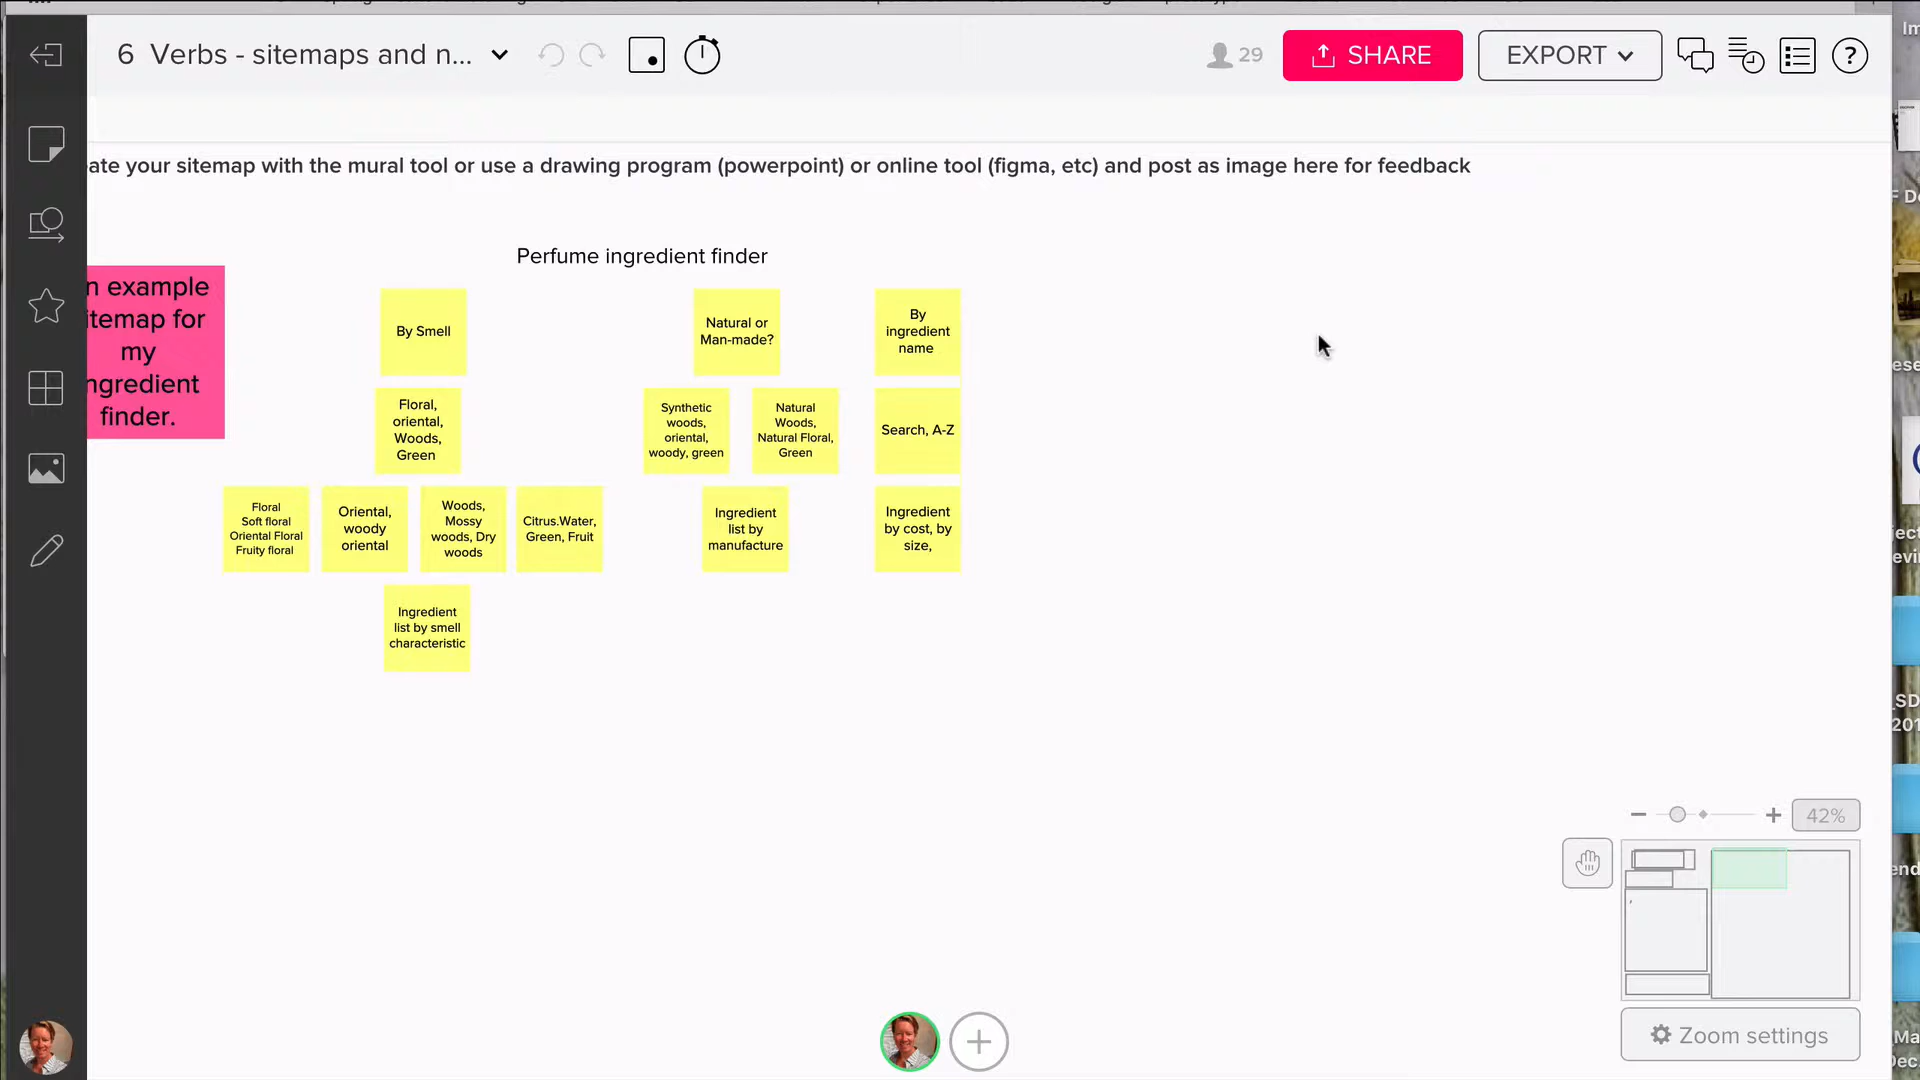 6 Verbs - sitemaps and n...
29
SHARE
EXPORT
?
ate your sitemap with the mural tool or use a drawing program (powerpoint) or online tool (figma, etc) and post as image here for feedback
Perfume ingredient finder
n example
itemap for
my
ngredient
finder.
By Smell
Natural or
Man-made?
By
ingredient
name
Floral,
oriental,
Woods,
Green
Synthetic
woods,
oriental,
woody, green
Natural
Woods,
Natural Floral,
Green
Search, A-Z
Floral
Soft floral
Oriental Floral
Fruity floral
Oriental,
woody
oriental
Woods,
Mossy
woods, Dry
woods
Citrus.Water,
Green, Fruit
Ingredient
list by
manufacture
Ingredient
by cost, by
size,
Ingredient
list by smell
characteristic
42%
Zoom settings